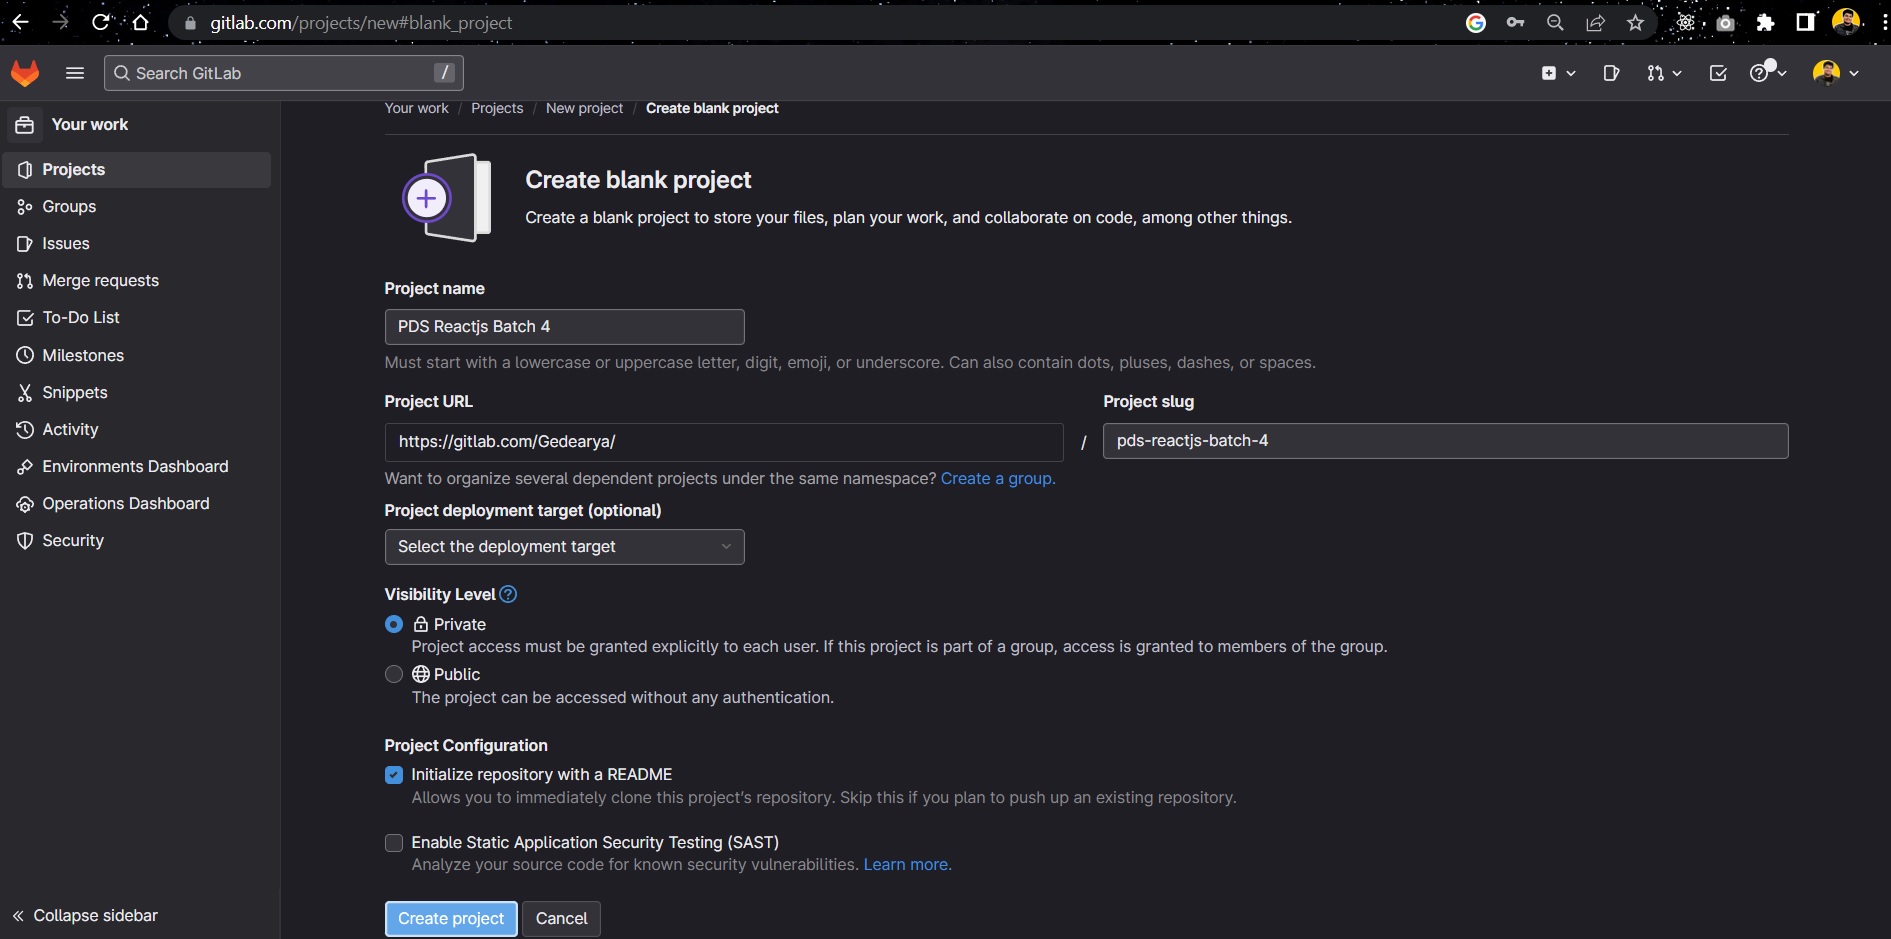 gitlab.com/projects/new#blank_project
Search GitLab /
Your work / Projects / New project / Create blank project
Your work
Projects
Groups
Issues
Merge requests
To-Do List
Milestones
Snippets
Activity
Environments Dashboard
Operations Dashboard
Security
Collapse sidebar
Create blank project
Create a blank project to store your files, plan your work, and collaborate on code, among other things.
Project name
PDS Reactjs Batch 4
Must start with a lowercase or uppercase letter, digit, emoji, or underscore. Can also contain dots, pluses, dashes, or spaces.
Project URL
https://gitlab.com/Gedearya/
/
Project slug
pds-reactjs-batch-4
Want to organize several dependent projects under the same namespace? Create a group.
Project deployment target (optional)
Select the deployment target
Visibility Level
Private
Project access must be granted explicitly to each user. If this project is part of a group, access is granted to members of the group.
Public
The project can be accessed without any authentication.
Project Configuration
Initialize repository with a README
Allows you to immediately clone this project's repository. Skip this if you plan to push up an existing repository.
Enable Static Application Security Testing (SAST)
Analyze your source code for known security vulnerabilities. Learn more.
Create project
Cancel